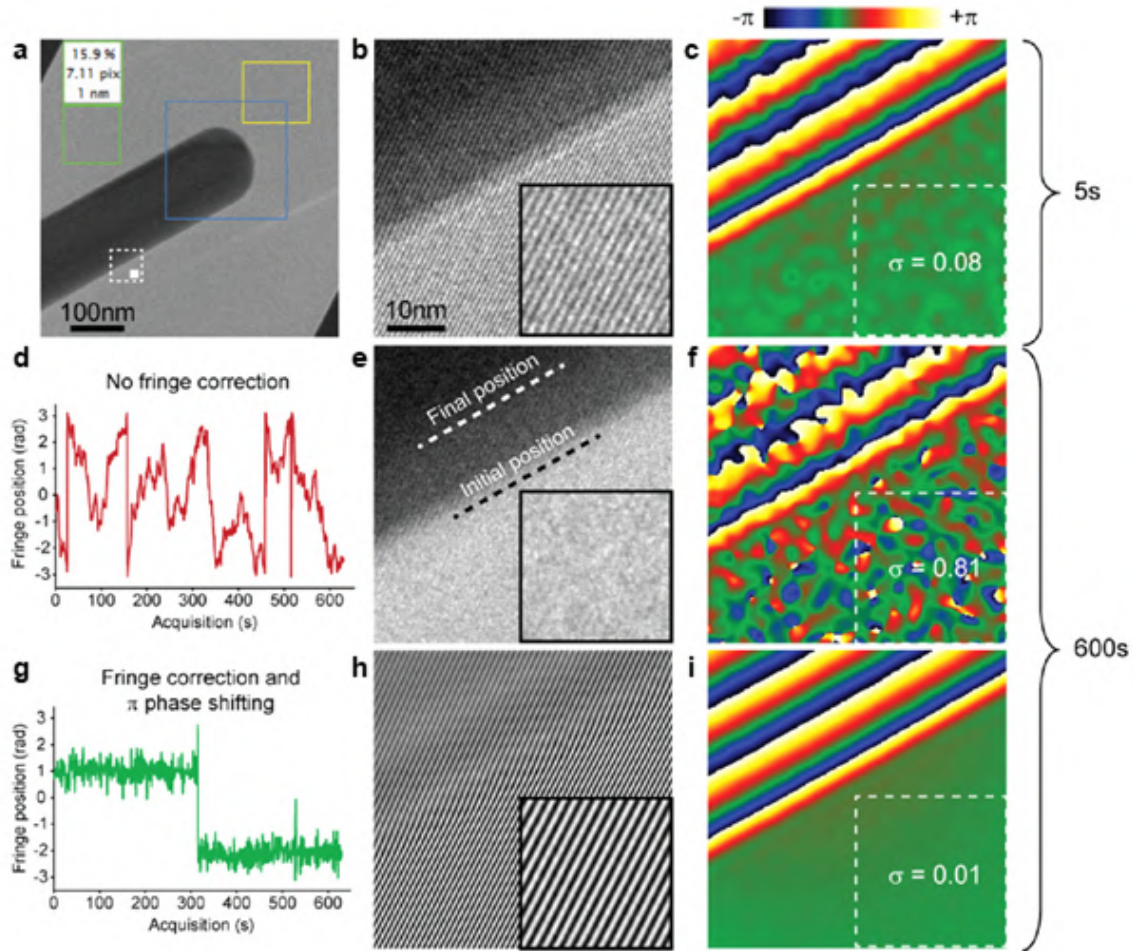 -π +π
a
15.9 %
7.11 pix
1 nm
100nm
b
10nm
c
σ = 0.08
5s
d
No fringe correction
Fringe position (rad)
3
2
1
0
-1
-2
-3
0 100 200 300 400 500 600
Acquisition (s)
e
Final position
Initial position
f
σ = 0.81
600s
g
Fringe correction and
π phase shifting
Fringe position (rad)
3
2
1
0
-1
-2
-3
0 100 200 300 400 500 600
Acquisition (s)
h
i
σ = 0.01